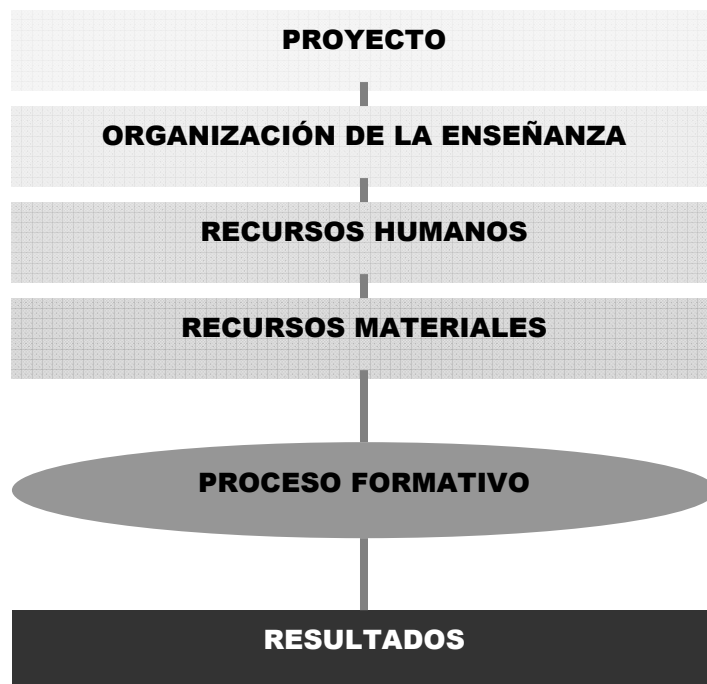 PROYECTO
ORGANIZACIÓN DE LA ENSEÑANZA
RECURSOS HUMANOS
RECURSOS MATERIALES
PROCESO FORMATIVO
RESULTADOS